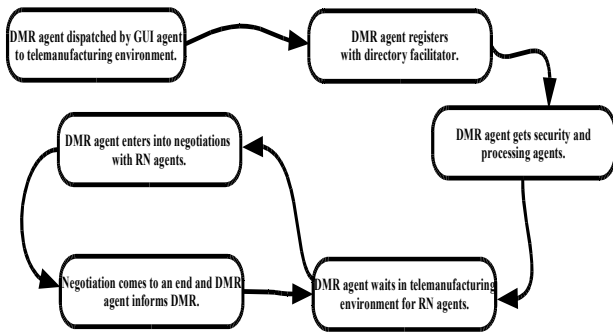 DMR agent dispatched by GUI agent
to telemanufacturing environment.
DMR agent registers
with directory facilitator.
DMR agent gets security and
processing agents.
DMR agent waits in telemanufacturing
environment for RN agents.
DMR agent enters into negotiations
with RN agents.
Negotiation comes to an end and DMR
agent informs DMR.